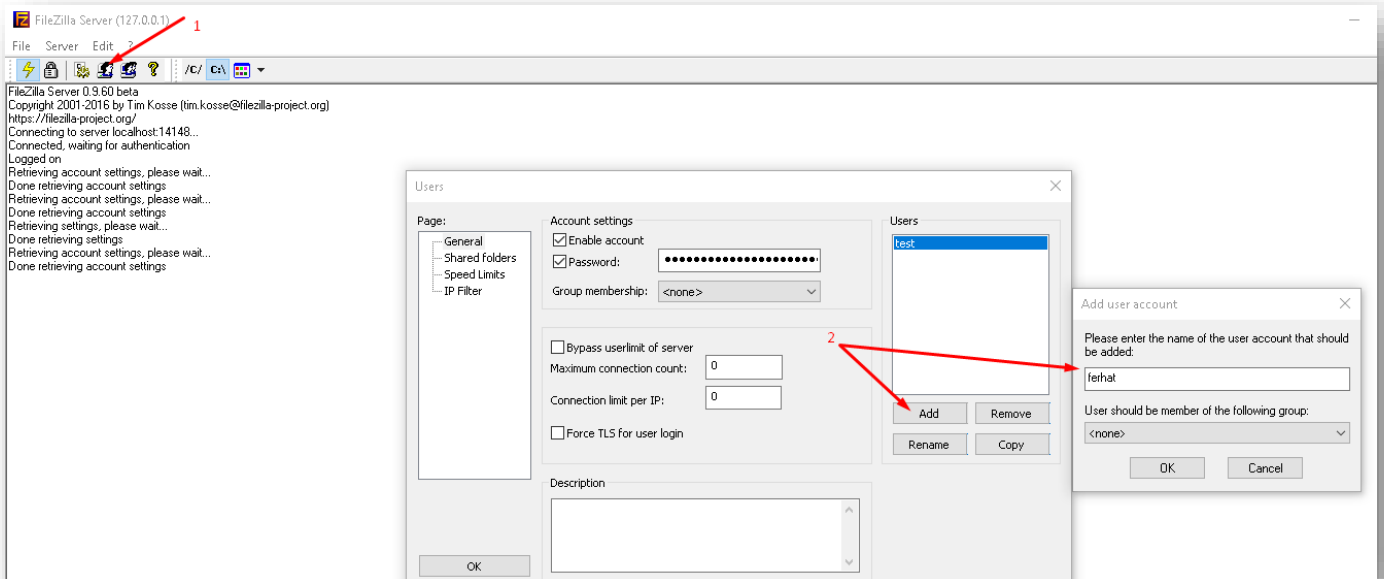 FileZilla Server (127.0.0.1)
1
File Server Edit ?
/C/ C:\
FileZilla Server 0.9.60 beta
Copyright 2001-2016 by Tim Kosse (tim.kosse@filezilla-project.org)
https://filezilla-project.org/
Connecting to server localhost:14148...
Connected, waiting for authentication
Logged on
Retrieving account settings, please wait...
Done retrieving account settings
Retrieving account settings, please wait...
Done retrieving account settings
Retrieving settings, please wait...
Done retrieving settings
Retrieving account settings, please wait...
Done retrieving account settings
Users
Page:
General
Shared folders
Speed Limits
IP Filter
OK
Account settings
Enable account
Password:
Group membership: <none>
Bypass userlimit of server
Maximum connection count: 0
Connection limit per IP: 0
Force TLS for user login
Description
Users
test
2
Add Remove
Rename Copy
Add user account
Please enter the name of the user account that should
be added:
ferhat
User should be member of the following group:
<none>
OK Cancel